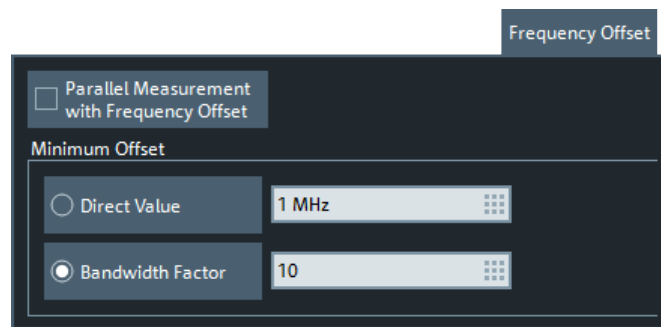 Frequency Offset
Parallel Measurement
with Frequency Offset
Minimum Offset
Direct Value
1 MHz
Bandwidth Factor
10